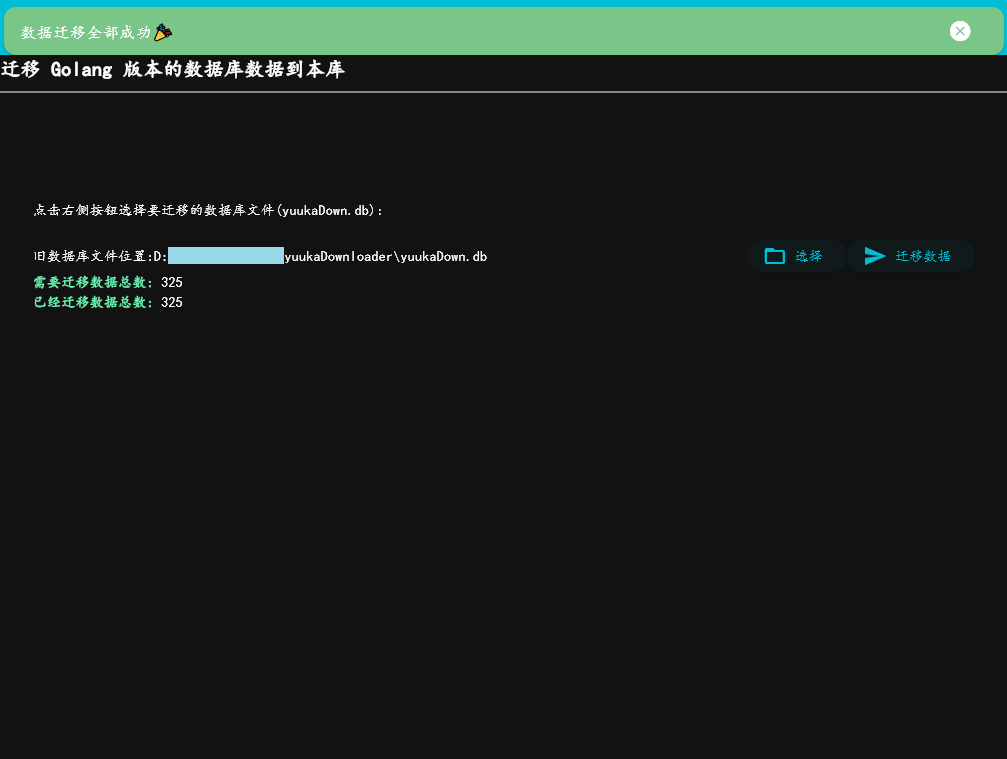 数据迁移全部成功🎉
迁移 Golang 版本的数据库数据到本库
点击右侧按钮选择要迁移的数据库文件(yuukaDown.db):
旧数据库文件位置:D:yuukaDownloader\yuukaDown.db
选择
迁移数据
需要迁移数据总数: 325
已经迁移数据总数: 325